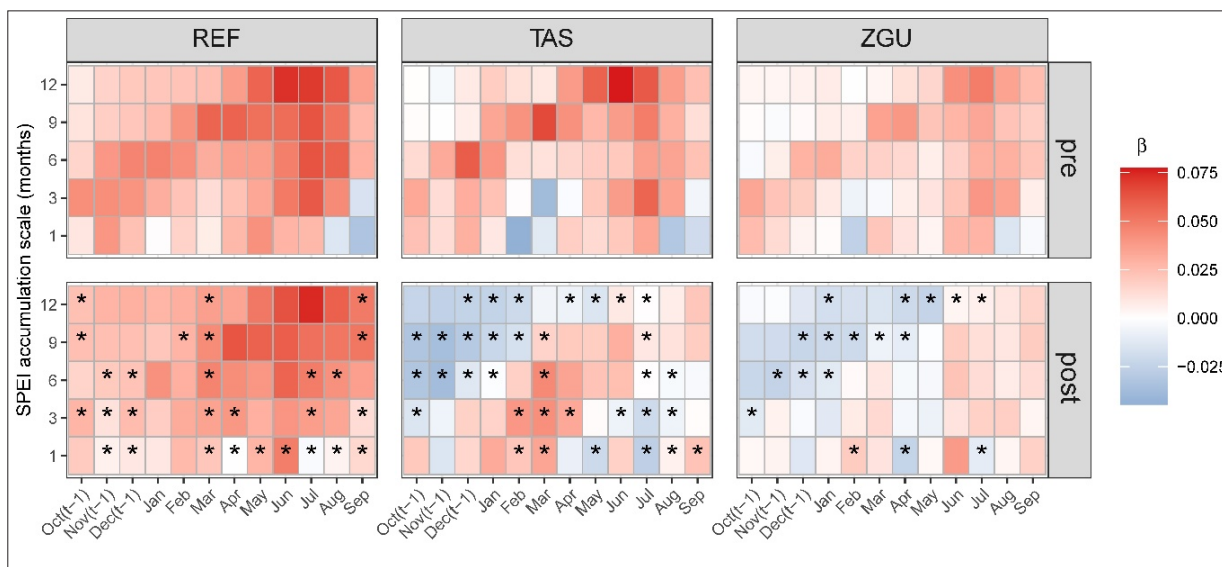 REF TAS ZGU
SPEI accumulation scale (months)
12
9
6
3
1
pre
β
0.075
0.050
0.025
0.000
−0.025
12
* * * * * * * * * * * * * * * *
9
* * * * * * * * * * * * * * * *
6
* * * * * * * * * * * * * * * *
3
* * * * * * * * * * * * * * *
1
* * * * * * * * * * * * * * * * * *
post
Oct(t−1) Nov(t−1) Dec(t−1) Jan Feb Mar Apr May Jun Jul Aug Sep Oct(t−1) Nov(t−1) Dec(t−1) Jan Feb Mar Apr May Jun Jul Aug Sep Oct(t−1) Nov(t−1) Dec(t−1) Jan Feb Mar Apr May Jun Jul Aug Sep